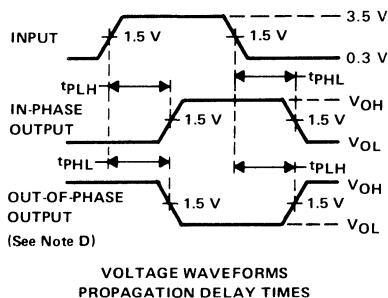 3.5 V
INPUT
1.5 V
1.5 V
0.3 V
tPLH
tPHL
IN-PHASE
OUTPUT
1.5 V
1.5 V
VOH
VOL
tPHL
tPLH
OUT-OF-PHASE
OUTPUT
(See Note D)
1.5 V
1.5 V
VOH
VOL
VOLTAGE WAVEFORMS
PROPAGATION DELAY TIMES